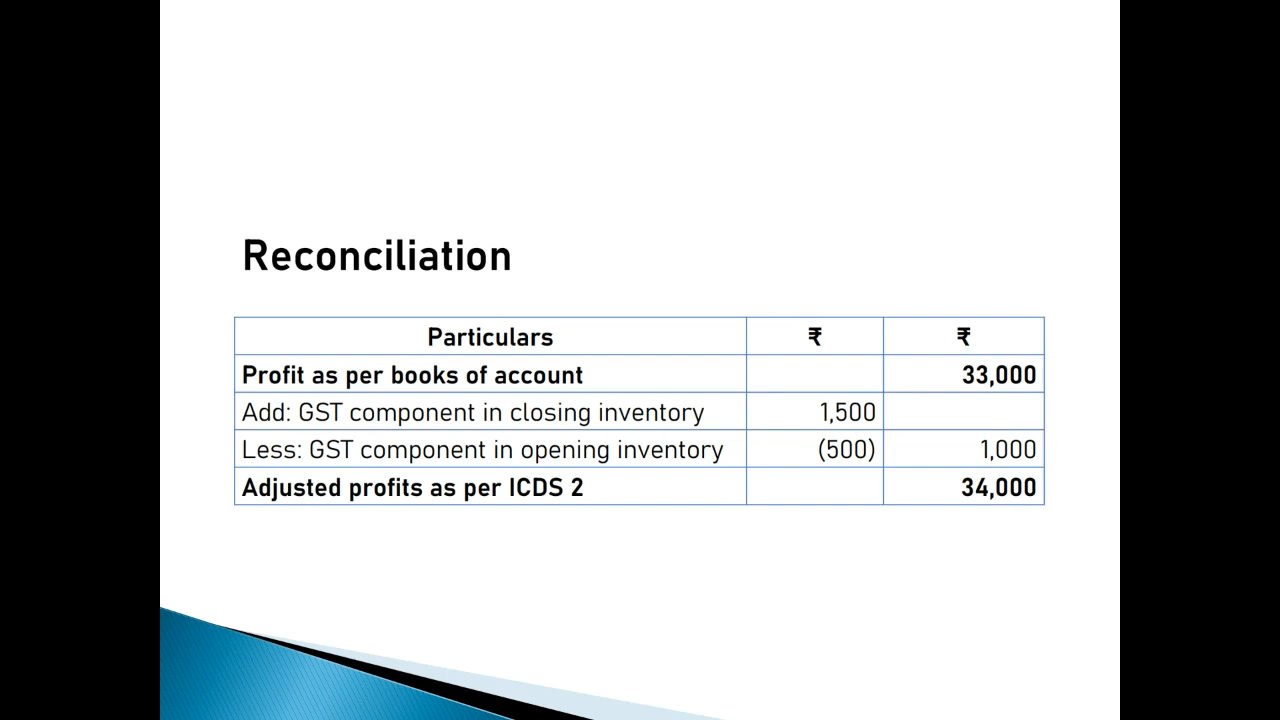 Reconciliation
Particulars ₹ ₹
Profit as per books of account 33,000
Add: GST component in closing inventory 1,500
Less: GST component in opening inventory (500) 1,000
Adjusted profits as per ICDS 2 34,000